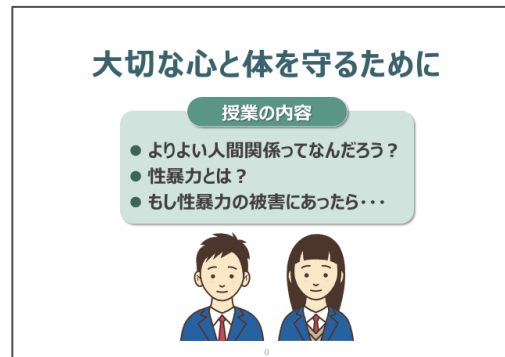 大切な心と体を守るために
授業の内容
● よりよい人間関係ってなんだろう？
● 性暴力とは？
● もし性暴力の被害にあったら・・・
0